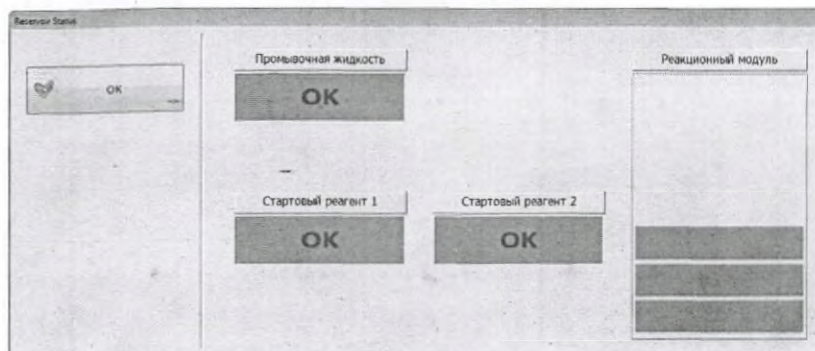 Reservoir Status
OK
Промывочная жидкость
OK
Реакционный модуль
Стартовый реагент 1
OK
Стартовый реагент 2
OK